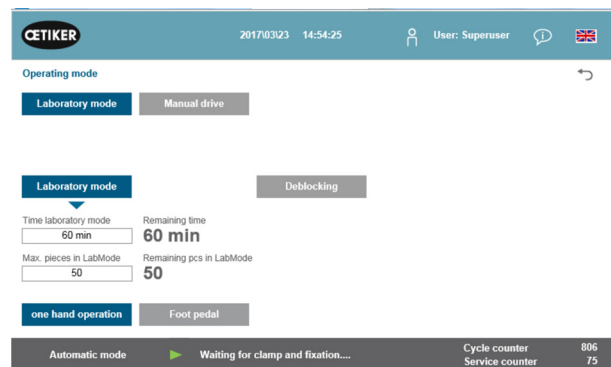 OETIKER
2017\03\23 14:54:25 User: Superuser
Operating mode
Laboratory mode Manual drive
Laboratory mode Deblocking
Time laboratory mode Remaining time
60 min 60 min
Max. pieces in LabMode Remaining pcs in LabMode
50 50
one hand operation Foot pedal
Automatic mode Waiting for clamp and fixation.... Cycle counter 806
Service counter 75